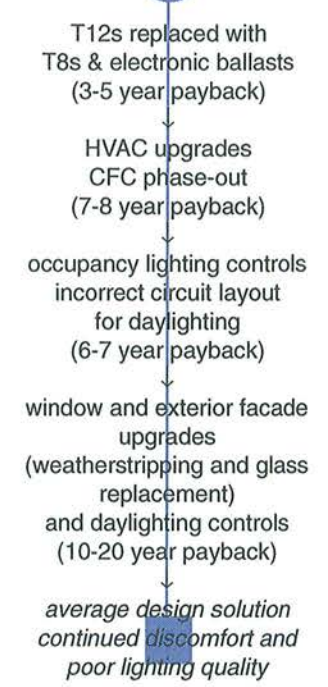 T12s replaced with
T8s & electronic ballasts
(3-5 year payback)
HVAC upgrades
CFC phase-out
(7-8 year payback)
occupancy lighting controls
incorrect circuit layout
for daylighting
(6-7 year payback)
window and exterior facade
upgrades
(weatherstripping and glass
replacement)
and daylighting controls
(10-20 year payback)
average design solution
continued discomfort and
poor lighting quality